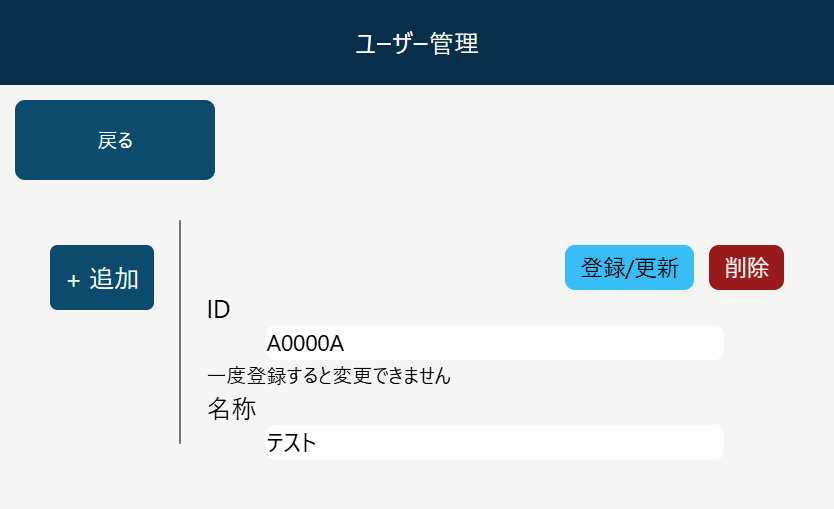 ユーザー管理
戻る
+ 追加
登録/更新
削除
ID
A0000A
一度登録すると変更できません
名称
テスト